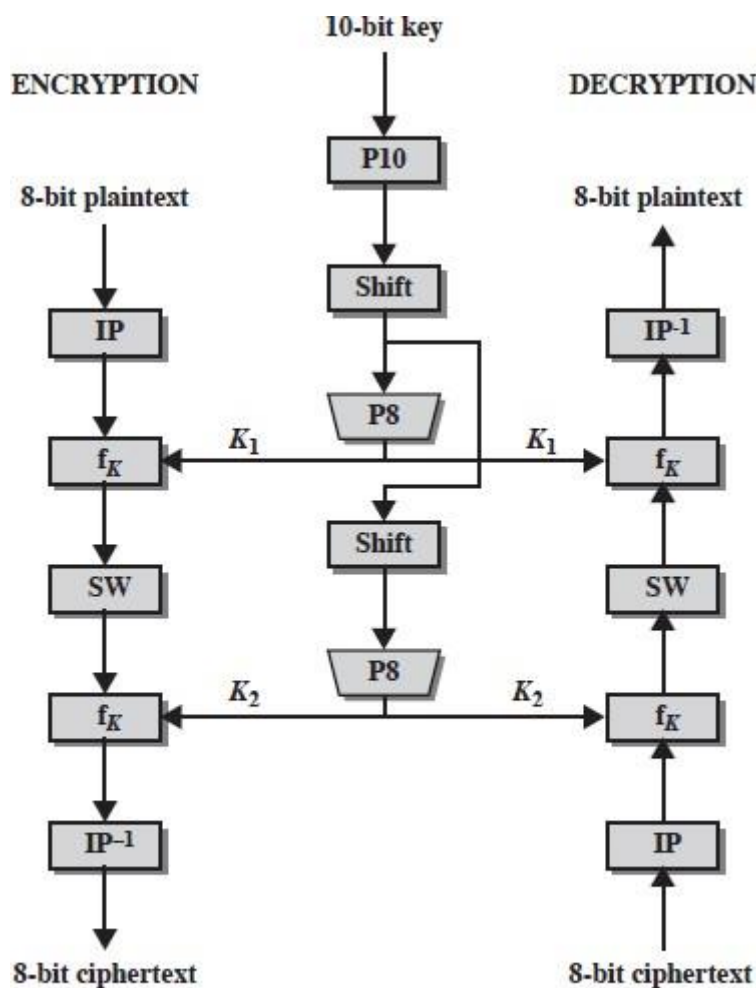 10-bit key
ENCRYPTION
DECRYPTION
P10
8-bit plaintext
8-bit plaintext
Shift
IP
IP-1
P8
K1
K1
fK
fK
Shift
SW
SW
P8
K2
K2
fK
fK
IP–1
IP
8-bit ciphertext
8-bit ciphertext